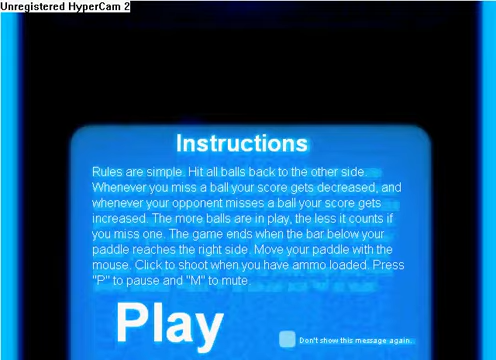 Unregistered HyperCam 2
Instructions
Rules are simple. Hit all balls back to the other side.
Whenever you miss a ball your score gets decreased, and
whenever your opponent misses a ball your score gets
increased. The more balls are in play, the less it counts if
you miss one. The game ends when the bar below your
paddle reaches the right side. Move your paddle with the
mouse. Click to shoot when you have ammo loaded. Press
"P" to pause and "M" to mute.
Play
Don't show this message again.